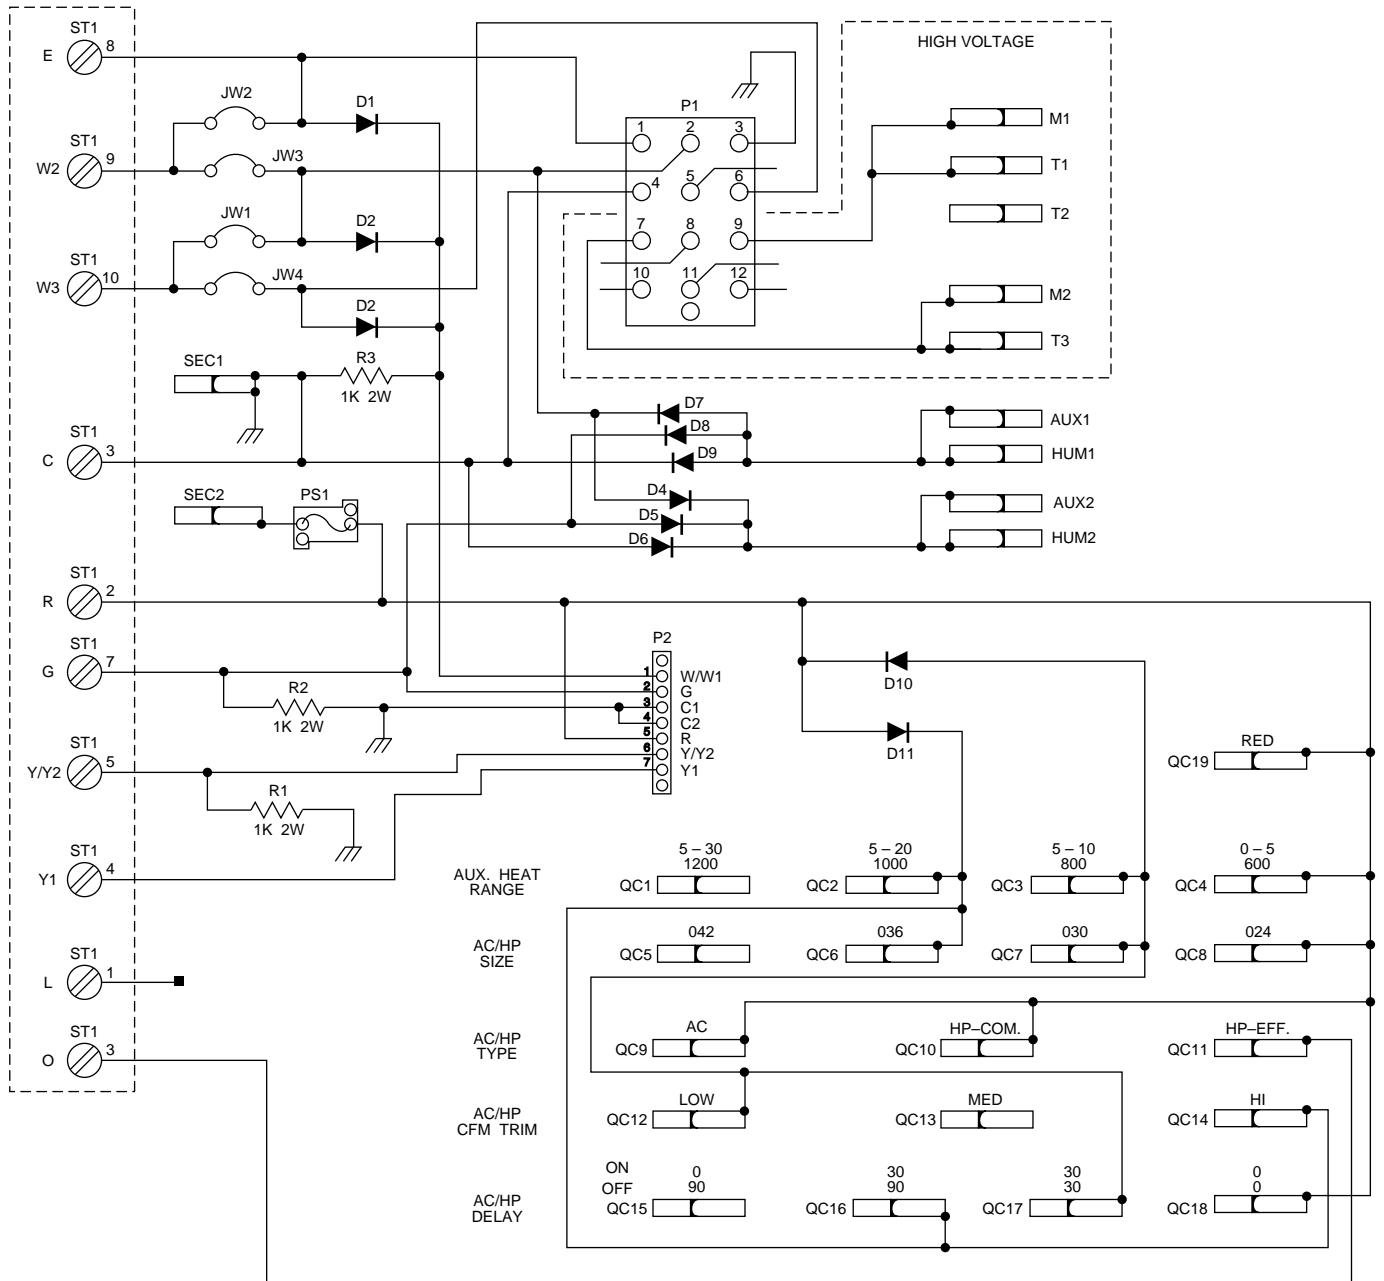 ST1
E 8
JW2
D1
ST1
W2 9
JW3
JW1
D2
ST1
W3 10
JW4
D2
SEC1
R3
1K 2W
ST1
C 3
SEC2
PS1
ST1
R 2
ST1
G 7
R2
1K 2W
ST1
Y/Y2 5
R1
1K 2W
ST1
Y1 4
ST1
L 1
ST1
O 3
HIGH VOLTAGE
P1
1 2 3
4 5 6
7 8 9
10 11 12
M1
T1
T2
M2
T3
D7
D8
D9
AUX1
HUM1
D4
D5
D6
AUX2
HUM2
P2
1 W/W1
2 G
3 C1
4 C2
5 R
6 Y/Y2
7 Y1
D10
D11
RED
QC19
AUX. HEAT
RANGE
5 – 30
1200
QC1
5 – 20
1000
QC2
5 – 10
800
QC3
0 – 5
600
QC4
AC/HP
SIZE
042
QC5
036
QC6
030
QC7
024
QC8
AC/HP
TYPE
AC
QC9
HP–COM.
QC10
HP–EFF.
QC11
AC/HP
CFM TRIM
LOW
QC12
MED
QC13
HI
QC14
AC/HP
DELAY
ON
OFF
0
90
QC15
30
90
QC16
30
30
QC17
0
0
QC18